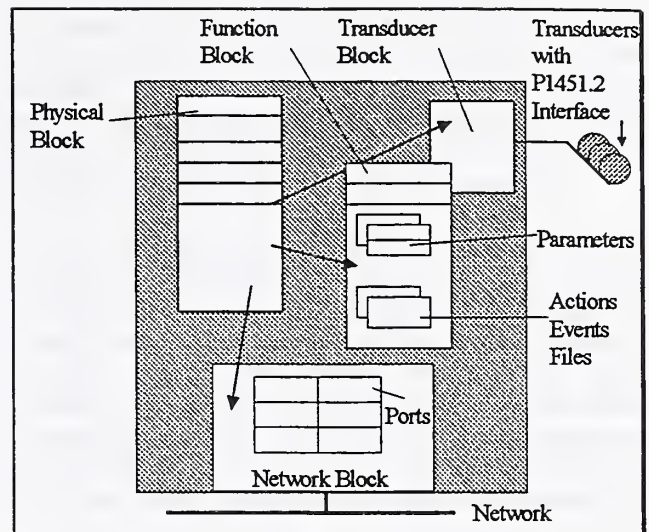 Function
Block
Transducer
Block
Transducers
with
P1451.2
Interface
Physical
Block
Parameters
Actions
Events
Files
Ports
Network Block
Network